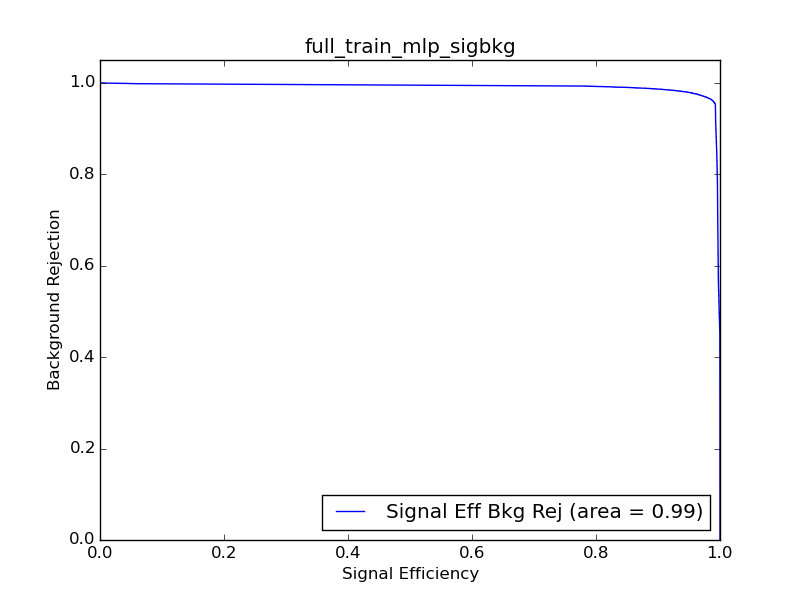 full_train_mlp_sigbkg
1.0
0.8
0.6
0.4
0.2
0.0
Background Rejection
Signal Eff Bkg Rej (area = 0.99)
0.0 0.2 0.4 0.6 0.8 1.0
Signal Efficiency